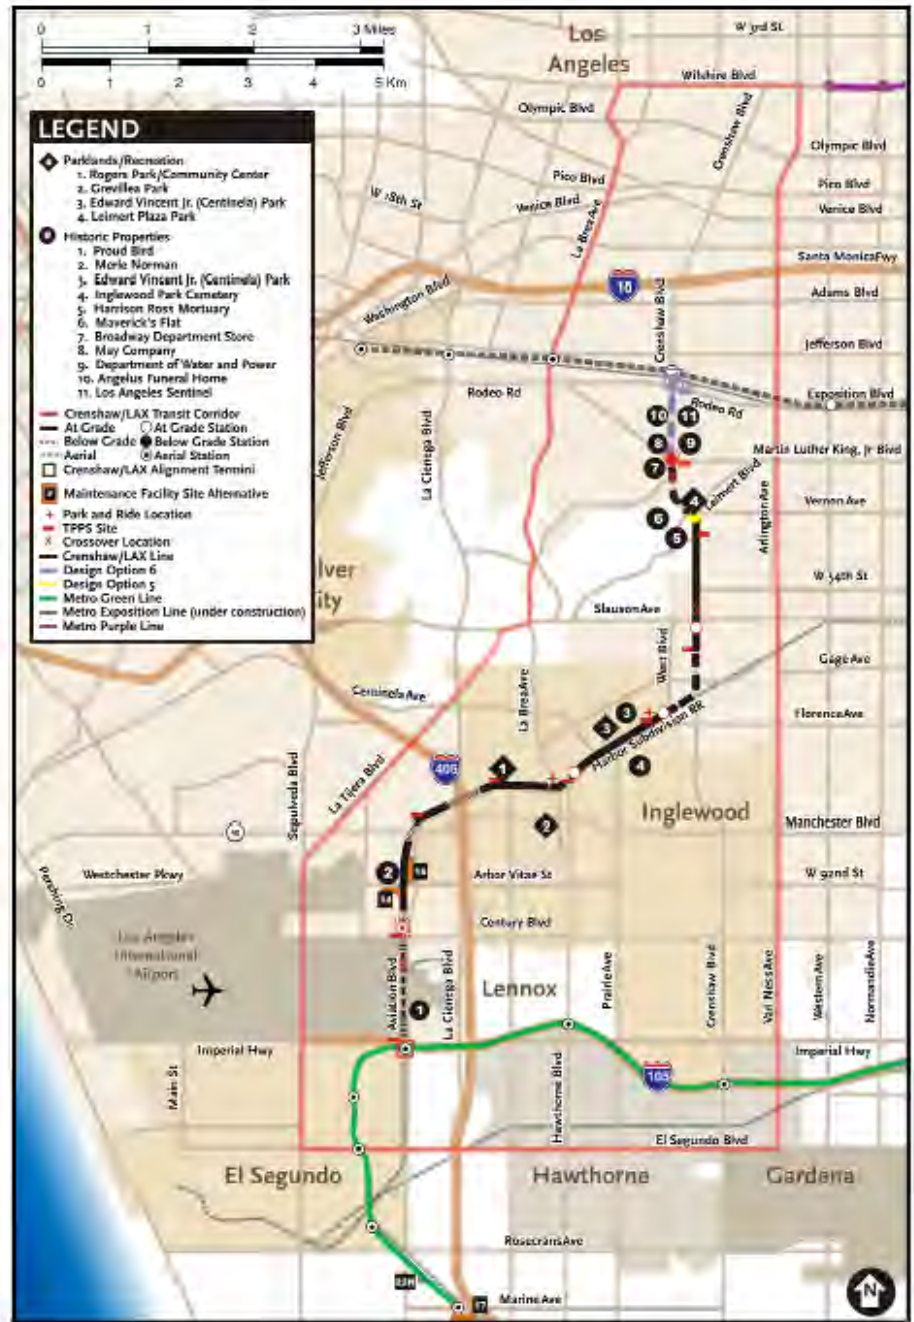 0 1 2 3 Miles
0 1 2 3 4 5 Km
LEGEND
Parklands/Recreation
1. Rogers Park/Community Center
2. Grevillea Park
3. Edward Vincent Jr. (Centinela) Park
4. Leimert Plaza Park
Historic Properties
1. Proud Bird
2. Merle Norman
3. Edward Vincent Jr. (Centinela) Park
4. Inglewood Park Cemetery
5. Harrison Ross Mortuary
6. Maverick's Flat
7. Broadway Department Store
8. May Company
9. Department of Water and Power
10. Angelus Funeral Home
11. Los Angeles Sentinel
Crenshaw/LAX Transit Corridor
At Grade At Grade Station
Below Grade Below Grade Station
Aerial Aerial Station
Crenshaw/LAX Alignment Termini
Maintenance Facility Site Alternative
Park and Ride Location
TPPS Site
Crossover Location
Crenshaw/LAX Line
Design Option 6
Design Option 5
Metro Green Line
Metro Exposition Line (under construction)
Metro Purple Line
Los
Angeles
W 3rd St
Wilshire Blvd
Olympic Blvd
Crenshaw Blvd
Olympic Blvd
Pico Blvd
Pico Blvd
W 18th St
Venice Blvd
Venice Blvd
La Brea Ave
Santa Monica Fwy
10
Adams Blvd
Washington Blvd
Crenshaw Blvd
Jefferson Blvd
Rodeo Rd
Rodeo Rd
Exposition Blvd
10 11
8 9
7
Jefferson Blvd
La Cienega Blvd
Martin Luther King, Jr Blvd
Leimert Blvd
4
Arlington Ave
Vernon Ave
6
5
lver
ity
W 54th St
Slauson Ave
West Blvd
Gage Ave
Centinela Ave
La Brea Ave
Florence Ave
3 3
Harbor Subdivision RR
4
1
405
La Tijera Blvd
Sepulveda Blvd
Inglewood
2
Manchester Blvd
Westchester Pkwy
2
14
Arbor Vitae St
W 92nd St
Pershing Dr
Century Blvd
Los Angeles
International
Airport
Aviation Blvd
La Cienega Blvd
Lennox
Prairie Ave
Crenshaw Blvd
Van Ness Ave
Western Ave
Normandie Ave
1
Imperial Hwy
Imperial Hwy
105
Main St
Hawthorne Blvd
El Segundo Blvd
El Segundo
Hawthorne
Gardena
Rosecrans Ave
17
Marine Ave
N